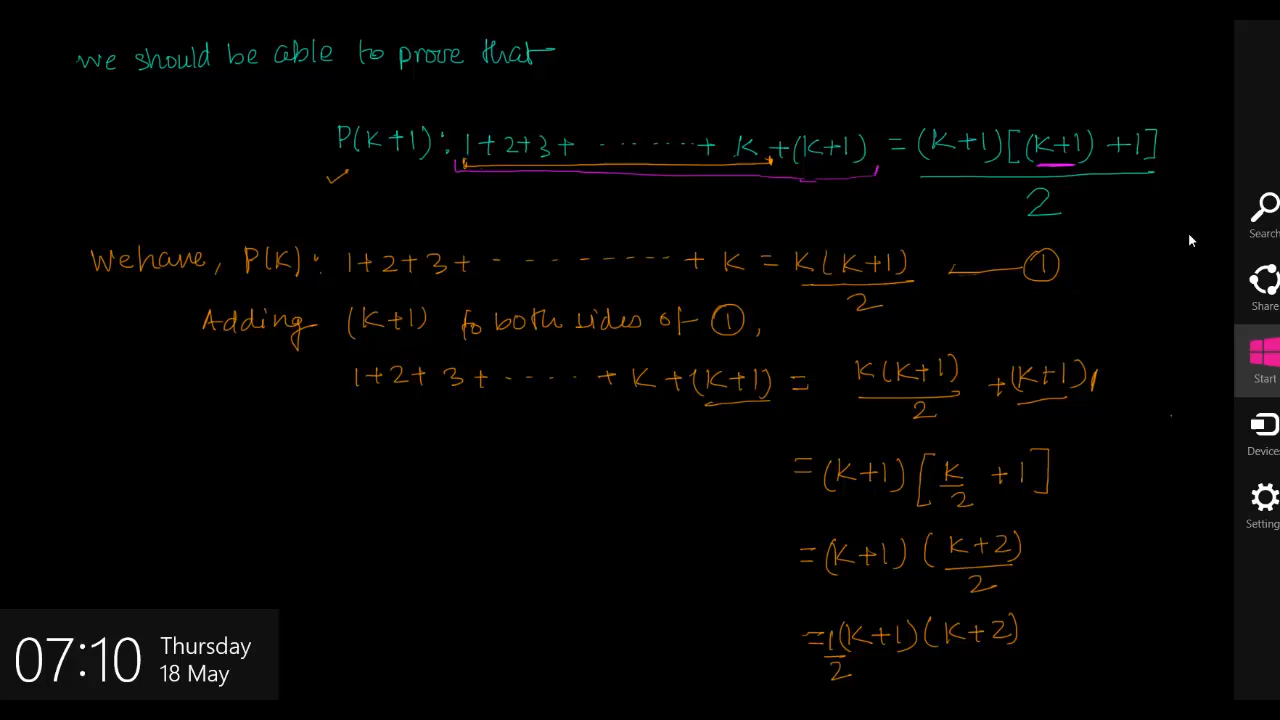 we should be able to prove that
P(K+1): 1+2+3+ ........ + K +(K+1) = (K+1)[(K+1)+1]/2
We have, P(K): 1+2+3+ .......... + K = K(K+1)/2 —— ①
Adding (K+1) to both sides of ①,
1+2+3+ ..... + K+(K+1) = K(K+1)/2 +(K+1),
=(K+1)[K/2 +1]
=(K+1)(K+2/2)
=1/2(K+1)(K+2)
Search
Share
Start
Device
Setting
07:10
Thursday
18 May